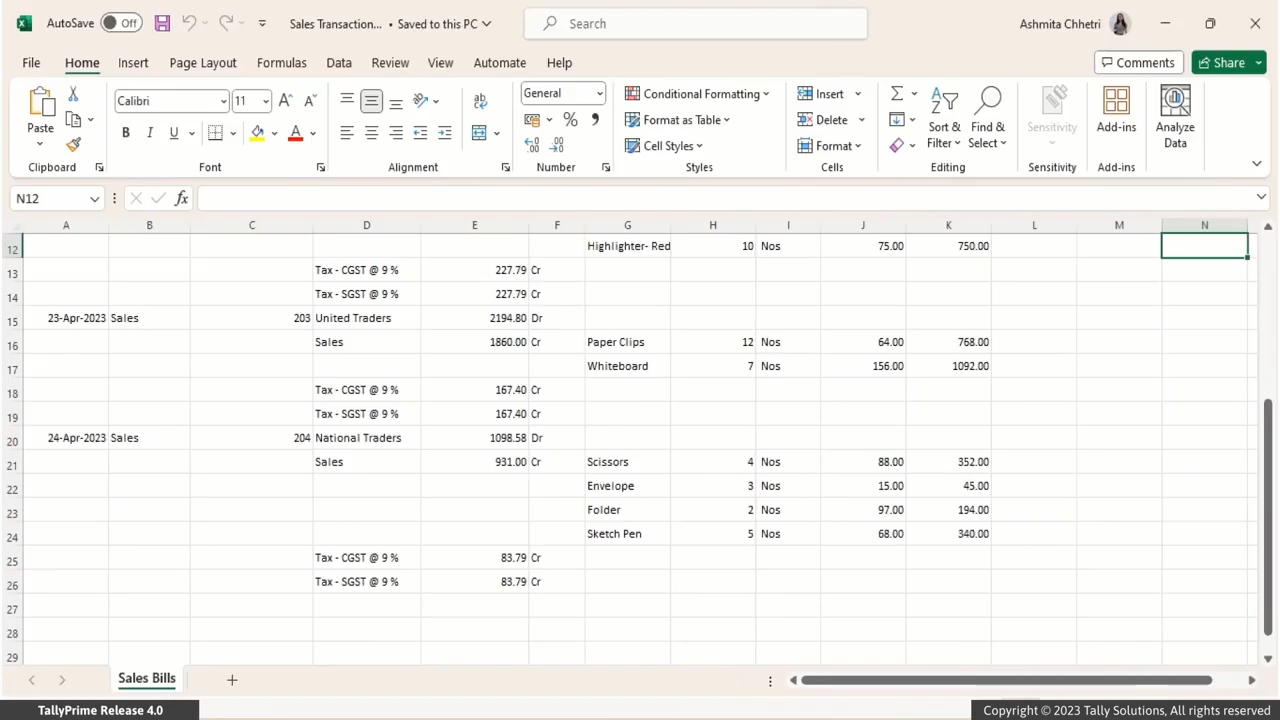 AutoSave Off Sales Transaction... • Saved to this PC Search Ashmita Chhetri
File Home Insert Page Layout Formulas Data Review View Automate Help Comments Share
Paste Calibri 11 General Conditional Formatting Format as Table Cell Styles Insert Delete Format Sort & Filter Find & Select Sensitivity Add-ins Analyze Data
Clipboard Font Alignment Number Styles Cells Editing Sensitivity Add-ins
N12 fx
A B C D E F G H I J K L M N
12 Highlighter- Red 10 Nos 75.00 750.00
13 Tax - CGST @ 9 % 227.79 Cr
14 Tax - SGST @ 9 % 227.79 Cr
15 23-Apr-2023 Sales 203 United Traders 2194.80 Dr
16 Sales 1860.00 Cr Paper Clips 12 Nos 64.00 768.00
17 Whiteboard 7 Nos 156.00 1092.00
18 Tax - CGST @ 9 % 167.40 Cr
19 Tax - SGST @ 9 % 167.40 Cr
20 24-Apr-2023 Sales 204 National Traders 1098.58 Dr
21 Sales 931.00 Cr Scissors 4 Nos 88.00 352.00
22 Envelope 3 Nos 15.00 45.00
23 Folder 2 Nos 97.00 194.00
24 Sketch Pen 5 Nos 68.00 340.00
25 Tax - CGST @ 9 % 83.79 Cr
26 Tax - SGST @ 9 % 83.79 Cr
27
28
29
Sales Bills
TallyPrime Release 4.0 Copyright © 2023 Tally Solutions, All rights reserved